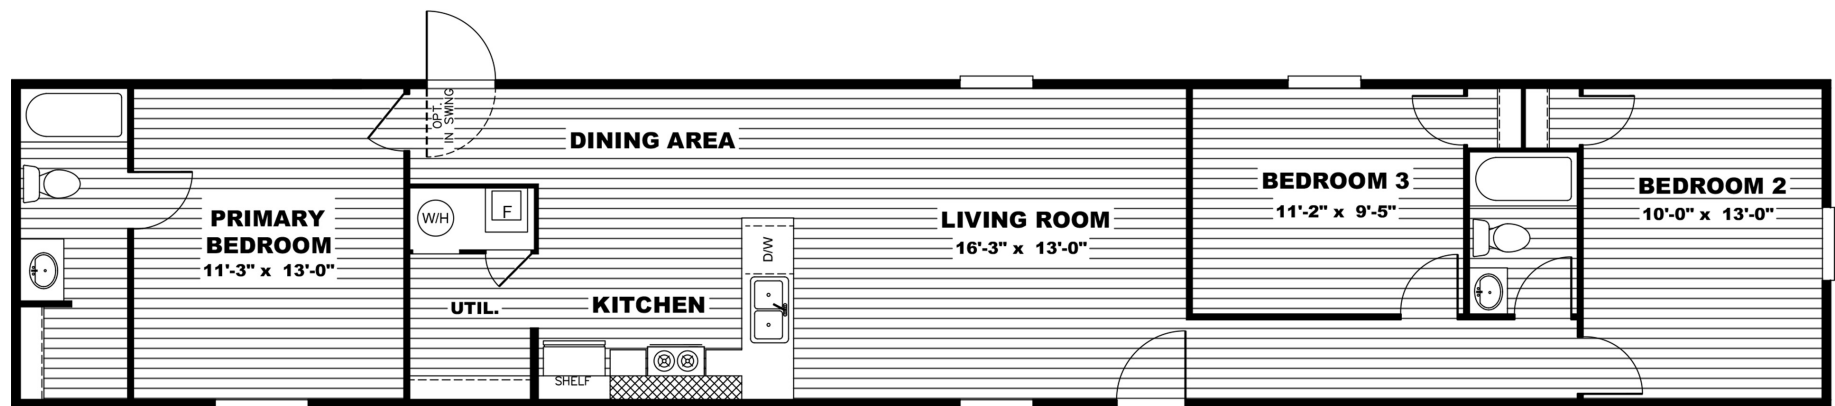 OPT.
IN SWING
DINING AREA
PRIMARY
BEDROOM
11'-3" x 13'-0"
W/H
F
UTIL.
KITCHEN
SHELF
D/W
LIVING ROOM
16'-3" x 13'-0"
BEDROOM 3
11'-2" x 9'-5"
BEDROOM 2
10'-0" x 13'-0"